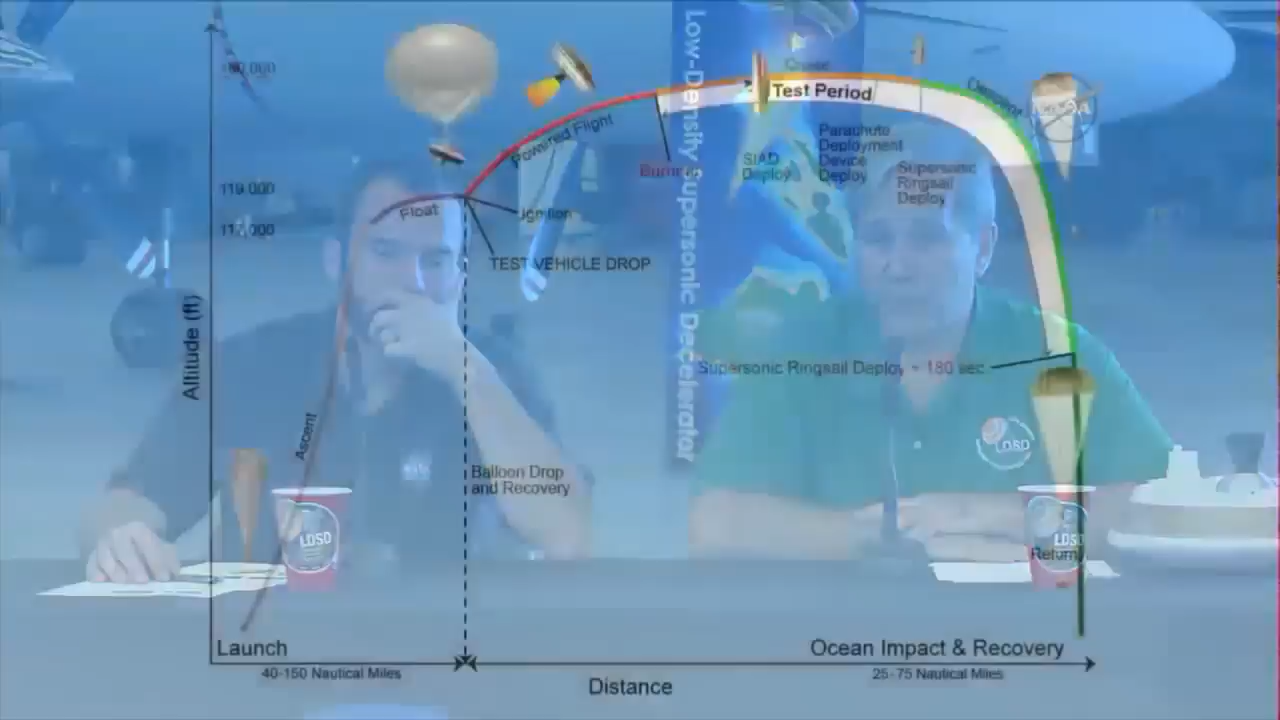 119,000
Float
Powered Flight
Ignition
TEST VEHICLE DROP
Test Period
SIAD
Deploy
Parachute
Deployment
Device
Deploy
Supersonic
Ringsail
Deploy
Low-Density Supersonic Decelerator
Supersonic Ringsail Deploy + 180 sec
Altitude (ft)
Ascent
Balloon Drop
and Recovery
LDSD
LDSD
LDSD
Return
Launch
Ocean Impact & Recovery
40-150 Nautical Miles
25-75 Nautical Miles
Distance